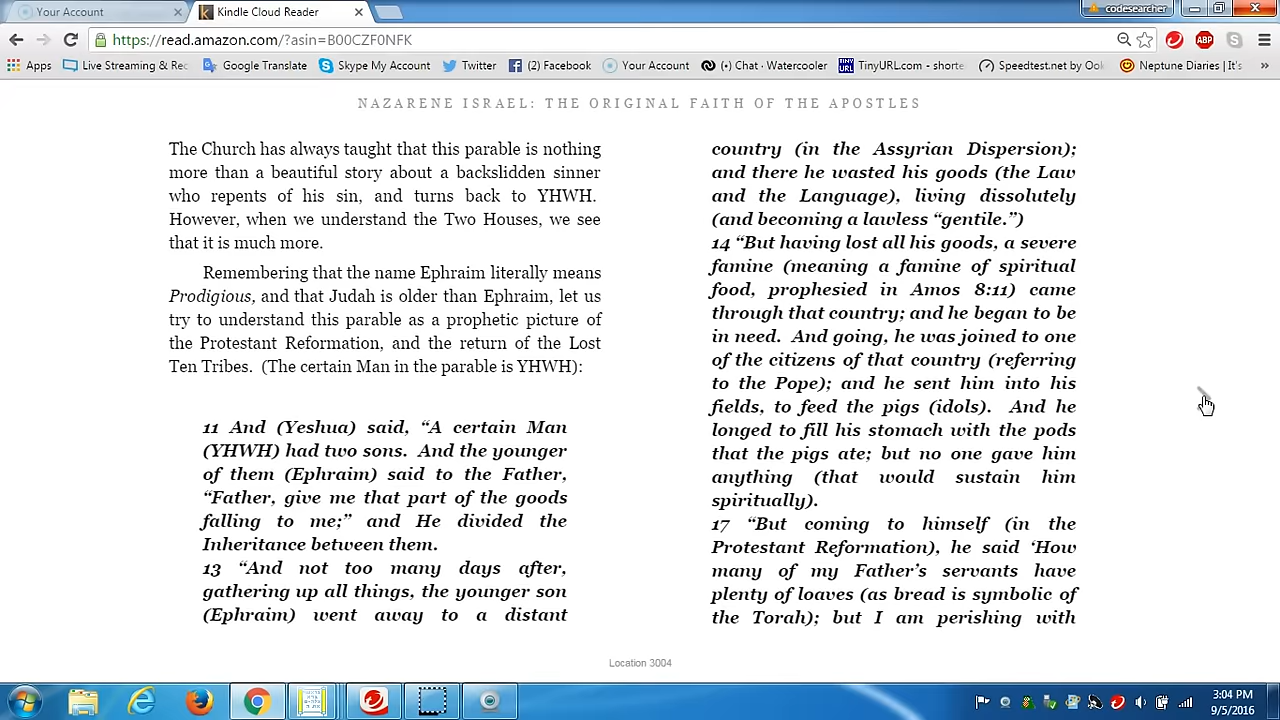 Your Account
Kindle Cloud Reader
codesearcher
https://read.amazon.com/?asin=B00CZF0NFK
Apps
Live Streaming & Rec
Google Translate
Skype My Account
Twitter
(2) Facebook
Your Account
(•) Chat · Watercooler
TINY URL
TinyURL.com - shorte
Speedtest.net by Ook
Neptune Diaries | It's
»
ABP
NAZARENE ISRAEL: THE ORIGINAL FAITH OF THE APOSTLES
The Church has always taught that this parable is nothing
more than a beautiful story about a backslidden sinner
who repents of his sin, and turns back to YHWH.
However, when we understand the Two Houses, we see
that it is much more.
Remembering that the name Ephraim literally means
Prodigious, and that Judah is older than Ephraim, let us
try to understand this parable as a prophetic picture of
the Protestant Reformation, and the return of the Lost
Ten Tribes. (The certain Man in the parable is YHWH):
11 And (Yeshua) said, “A certain Man
(YHWH) had two sons. And the younger
of them (Ephraim) said to the Father,
“Father, give me that part of the goods
falling to me;” and He divided the
Inheritance between them.
13 “And not too many days after,
gathering up all things, the younger son
(Ephraim) went away to a distant
country (in the Assyrian Dispersion);
and there he wasted his goods (the Law
and the Language), living dissolutely
(and becoming a lawless “gentile.”)
14 “But having lost all his goods, a severe
famine (meaning a famine of spiritual
food, prophesied in Amos 8:11) came
through that country; and he began to be
in need. And going, he was joined to one
of the citizens of that country (referring
to the Pope); and he sent him into his
fields, to feed the pigs (idols). And he
longed to fill his stomach with the pods
that the pigs ate; but no one gave him
anything (that would sustain him
spiritually).
17 “But coming to himself (in the
Protestant Reformation), he said ‘How
many of my Father’s servants have
plenty of loaves (as bread is symbolic of
the Torah); but I am perishing with
Location 3004
3:04 PM
9/5/2016